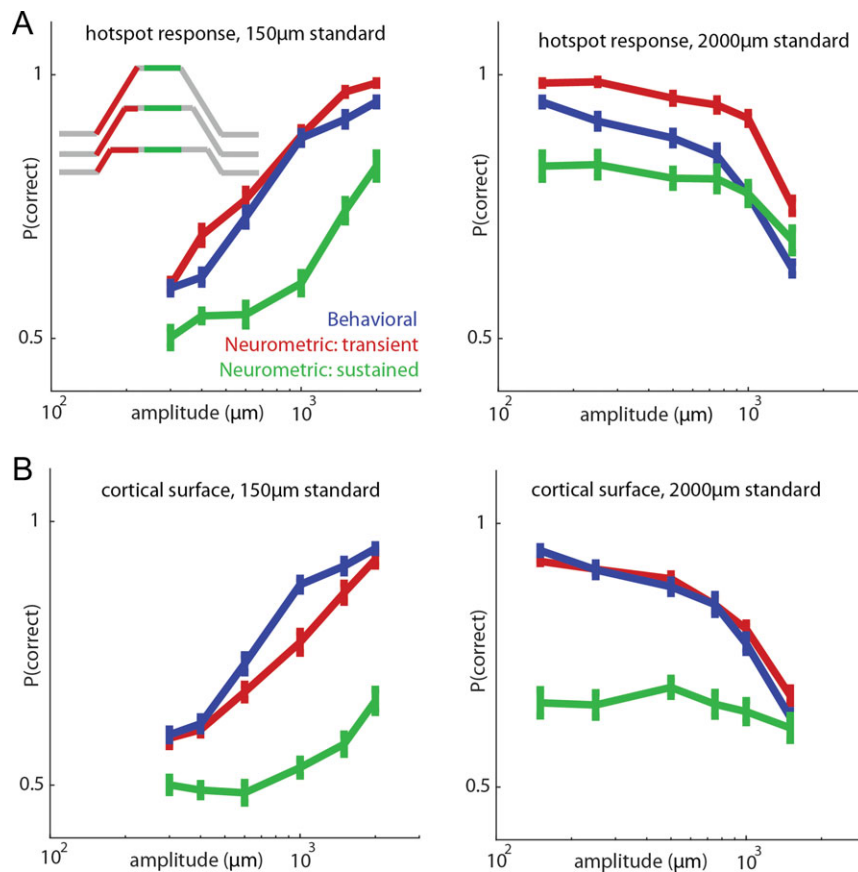 A
hotspot response, 150µm standard
hotspot response, 2000µm standard
1
1
P(correct)
P(correct)
Behavioral
Neurometric: transient
Neurometric: sustained
0.5
0.5
10²
amplitude (µm)
10³
10²
amplitude (µm)
10³
B
cortical surface, 150µm standard
cortical surface, 2000µm standard
1
1
P(correct)
P(correct)
0.5
0.5
10²
amplitude (µm)
10³
10²
amplitude (µm)
10³